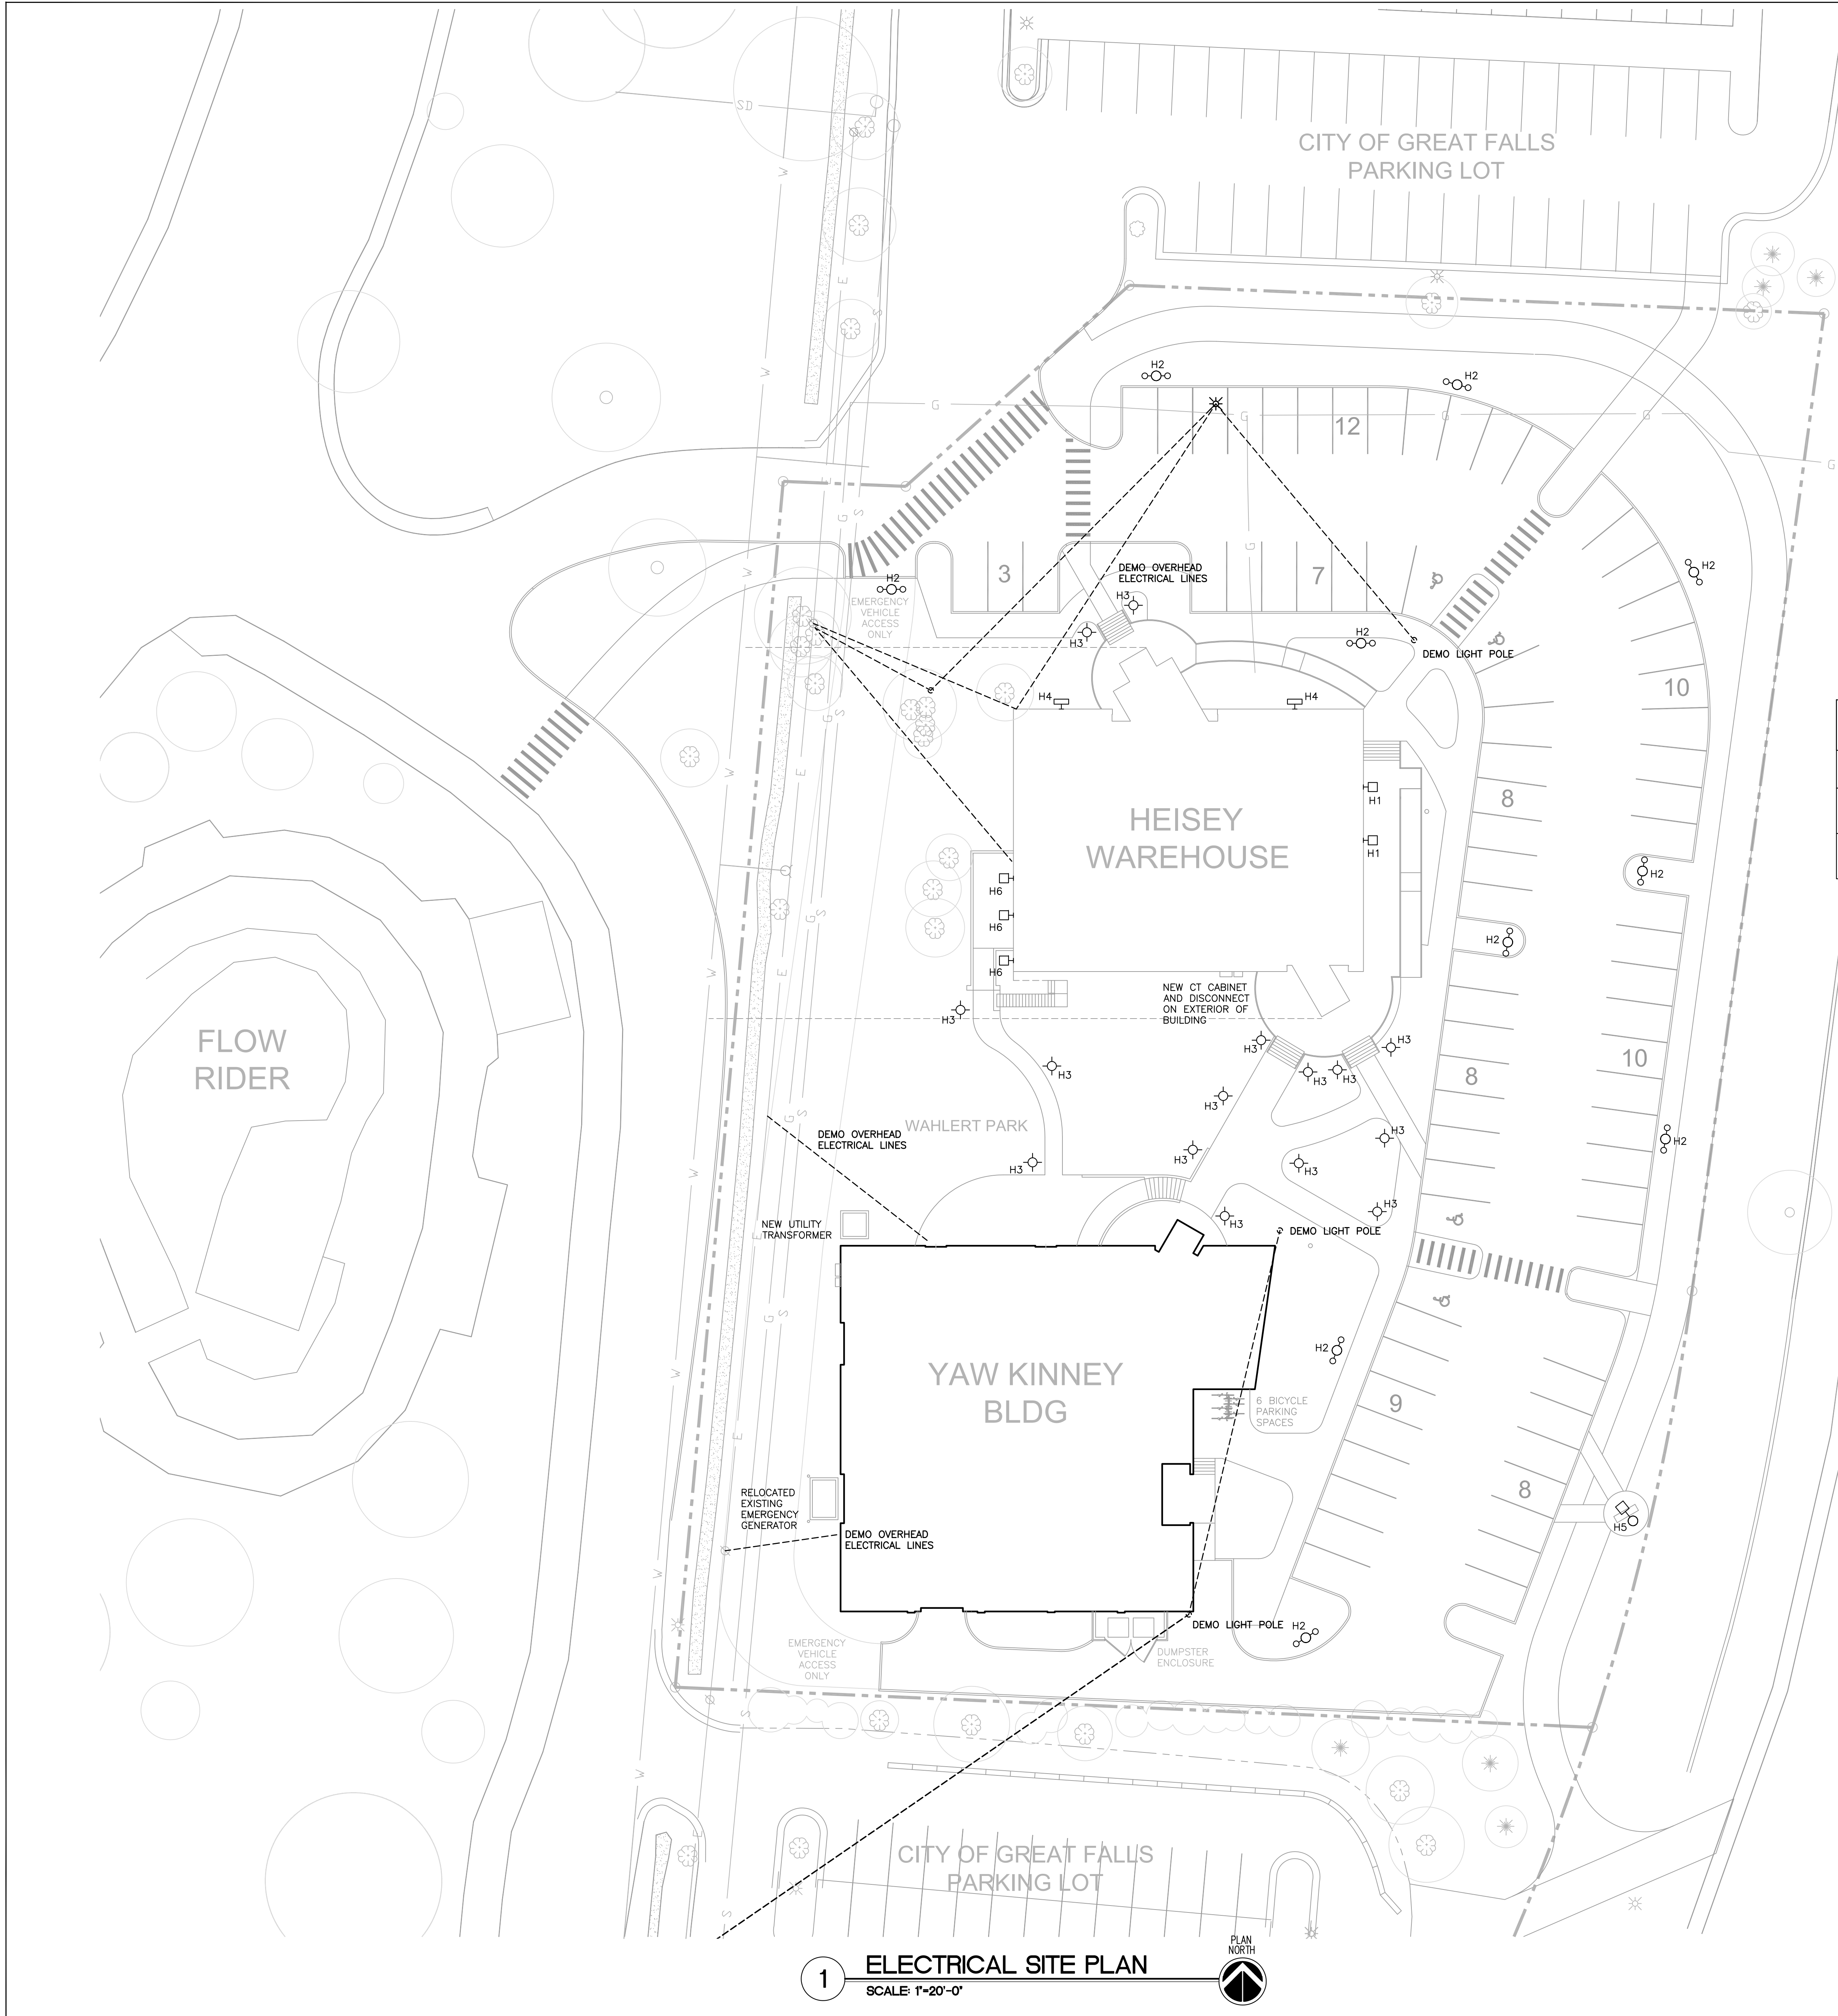 SD
CITY OF GREAT FALLS
PARKING LOT
W
W
E
S
W
H2
H2
G
G
G
G
G
12
W
E
G
S
G
3
7
DEMO OVERHEAD
ELECTRICAL LINES
H2
H2
EMERGENCY
VEHICLE
ACCESS
ONLY
H3
H3
H2
DEMO LIGHT POLE
W
E
G
S
10
H4
H4
W
E
G
S
HEISEY
WAREHOUSE
H1
H1
8
H2
H6
H6
H6
H2
W
E
G
S
NEW CT CABINET
AND DISCONNECT
ON EXTERIOR OF
BUILDING
H3
FLOW
RIDER
H3
H3
H3
H3
H3
10
8
H3
WAHLERT PARK
W
G
S
DEMO OVERHEAD
ELECTRICAL LINES
H3
H3
H2
H3
H3
H3
H3
NEW UTILITY
TRANSFORMER
E
DEMO LIGHT POLE
W
G
S
H2
YAW KINNEY
BLDG
W
E
6 BICYCLE
PARKING
SPACES
9
8
RELOCATED
EXISTING
EMERGENCY
GENERATOR
H5
DEMO OVERHEAD
ELECTRICAL LINES
W
DEMO LIGHT POLE
H2
EMERGENCY
VEHICLE
ACCESS
ONLY
DUMPSTER
ENCLOSURE
S
W
E
CITY OF GREAT FALLS
PARKING LOT
S
PLAN
NORTH
1
ELECTRICAL SITE PLAN
SCALE: 1"=20'-0"